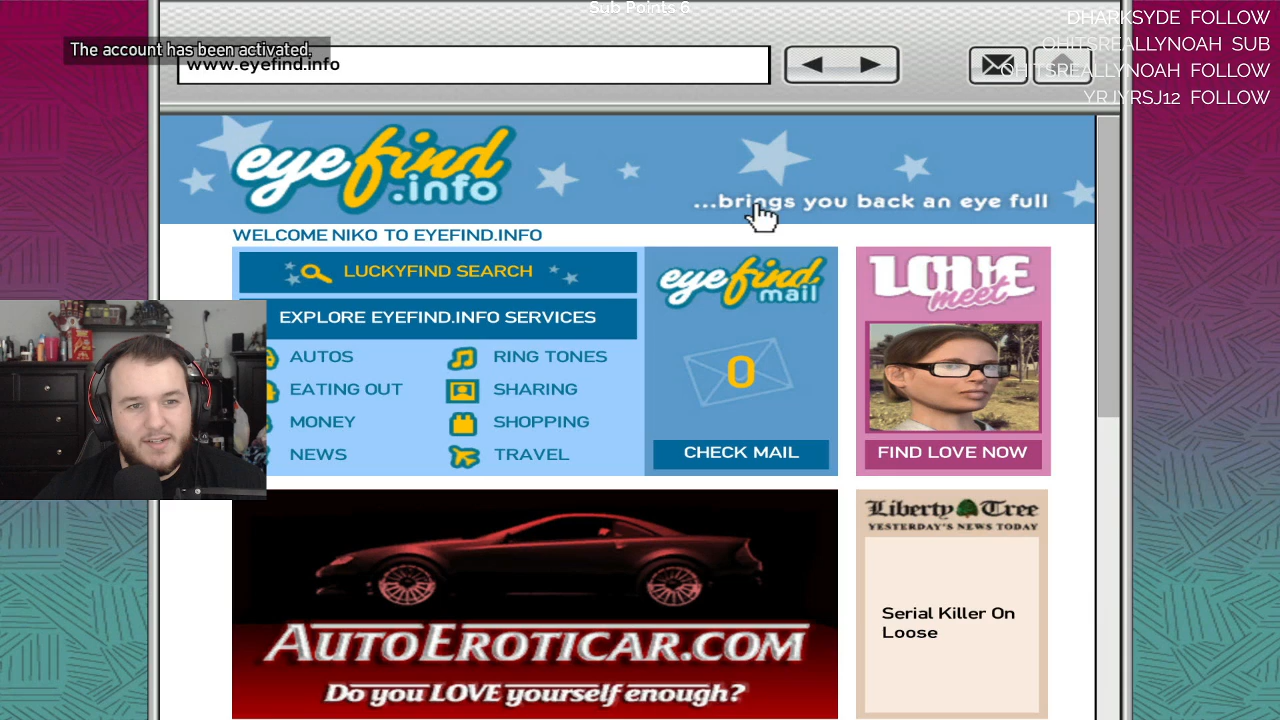 Sub Points 6
DHARKSYDE FOLLOW
OHITSREALLYNOAH SUB
OHITSREALLYNOAH FOLLOW
YR JYRSJ12 FOLLOW
The account has been activated.
www.eyefind.info
eyefind
.info
...brings you back an eye full
WELCOME NIKO TO EYEFIND.INFO
LUCKYFIND SEARCH
EXPLORE EYEFIND.INFO SERVICES
AUTOS
RING TONES
EATING OUT
SHARING
MONEY
SHOPPING
NEWS
TRAVEL
eyefind
mail
0
CHECK MAIL
LOVE
meet
FIND LOVE NOW
AUTOEROTICAR.COM
Do you LOVE yourself enough?
Liberty Tree
YESTERDAY'S NEWS TODAY
Serial Killer On
Loose